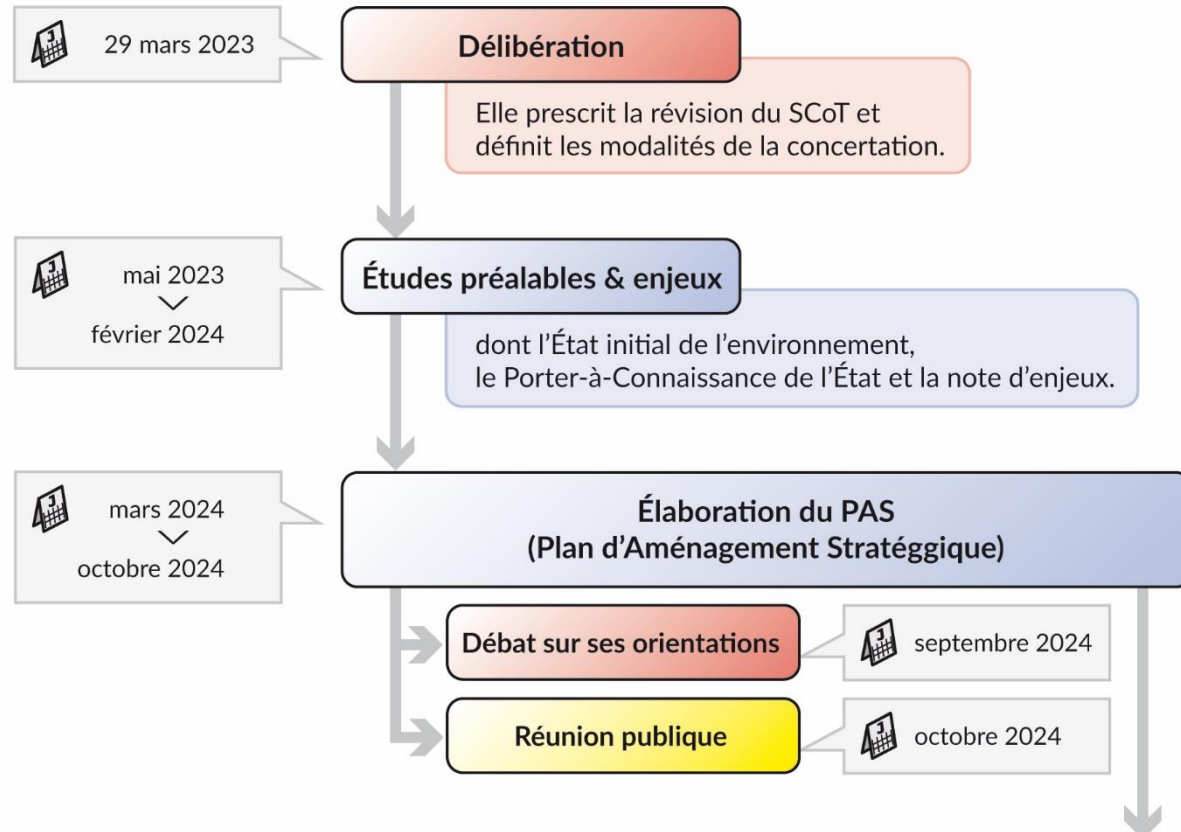 29 mars 2023
Délibération
Elle prescrit la révision du SCoT et
définit les modalités de la concertation.
mai 2023
février 2024
Études préalables & enjeux
dont l’État initial de l’environnement,
le Porter-à-Connaissance de l’État et la note d’enjeux.
mars 2024
octobre 2024
Élaboration du PAS
(Plan d’Aménagement Stratéggique)
Débat sur ses orientations
septembre 2024
Réunion publique
octobre 2024